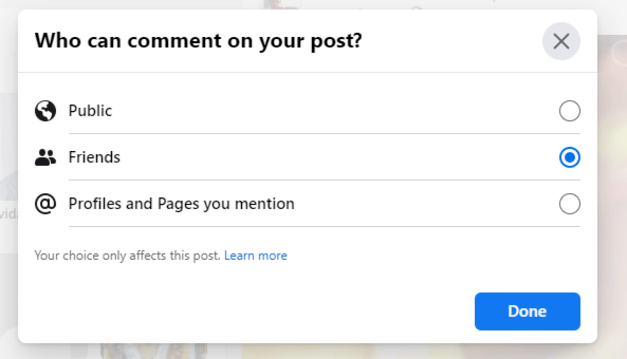 Who can comment on your post?
Public
Friends
@ Profiles and Pages you mention
Your choice only affects this post. Learn more
Done